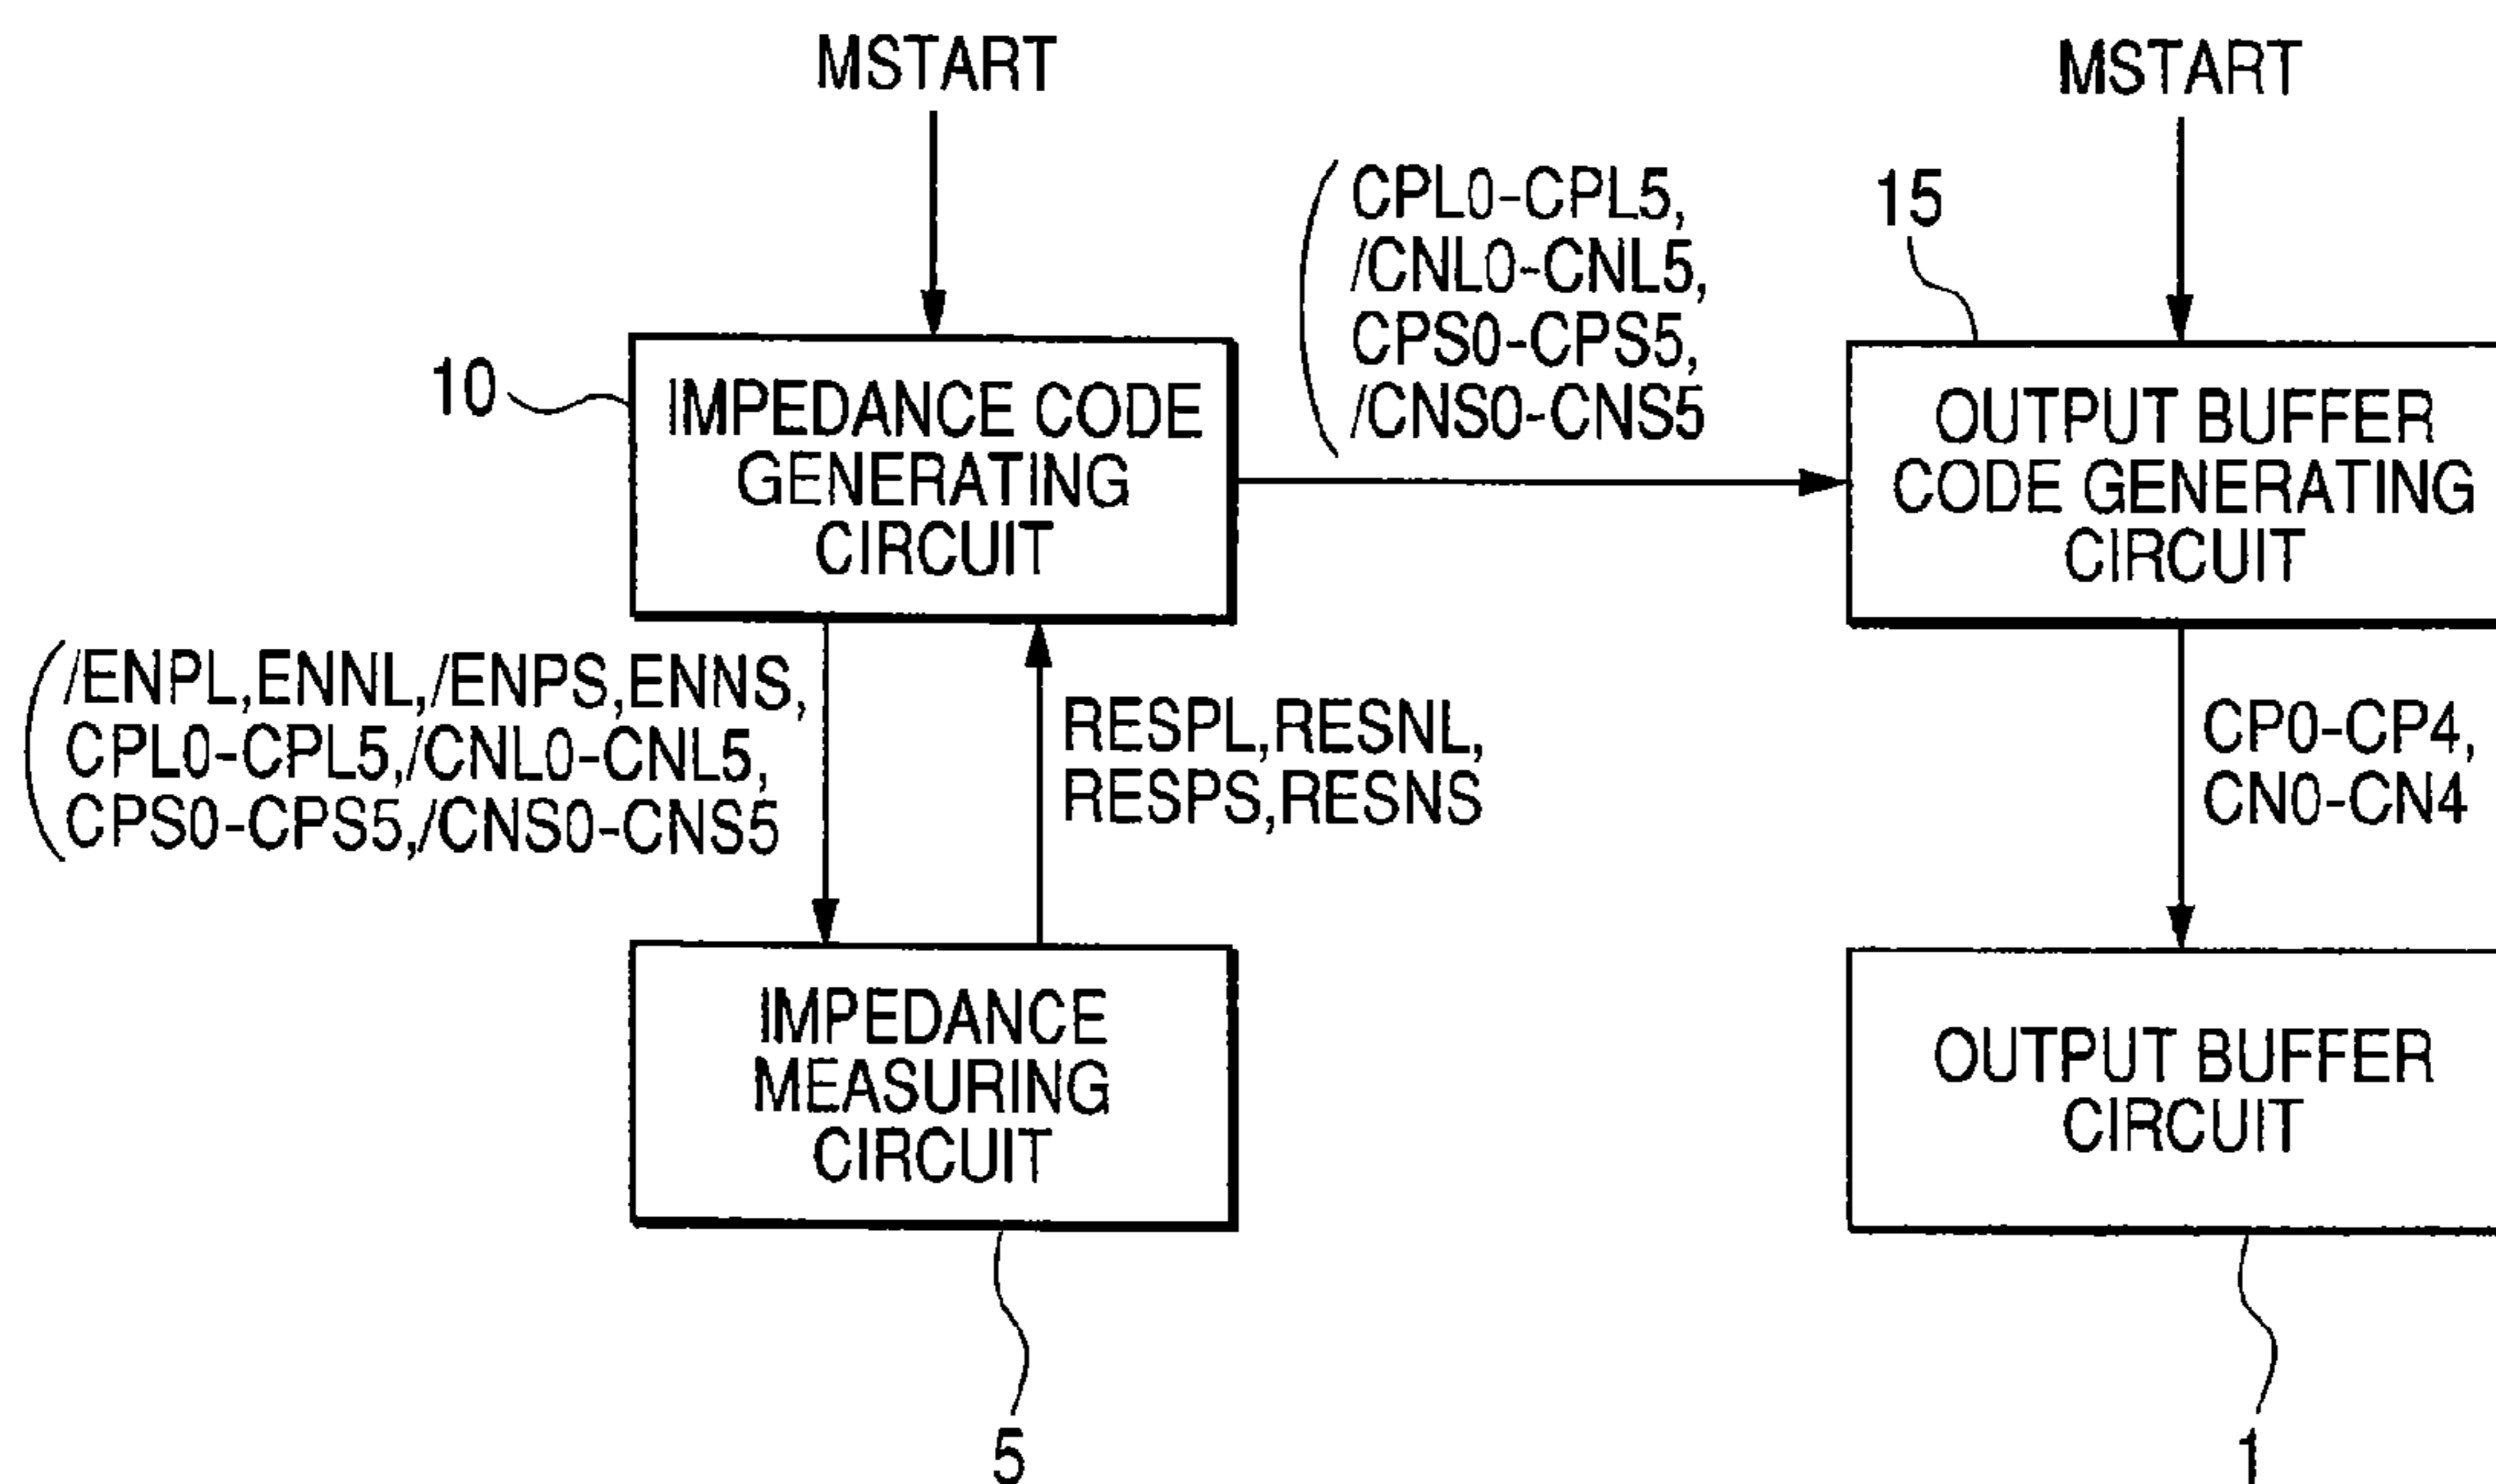 MSTART
MSTART
CPL0-CPL5,
/CNL0-CNL5,
CPS0-CPS5,
/CNS0-CNS5
15
10
IMPEDANCE CODE
GENERATING
CIRCUIT
OUTPUT BUFFER
CODE GENERATING
CIRCUIT
/ENPL,ENNL,/ENPS,ENNS,
CPL0-CPL5,/CNL0-CNL5,
CPS0-CPS5,/CNS0-CNS5
RESPL,RESNL,
RESPS,RESNS
CP0-CP4,
CN0-CN4
IMPEDANCE
MEASURING
CIRCUIT
OUTPUT BUFFER
CIRCUIT
5
1